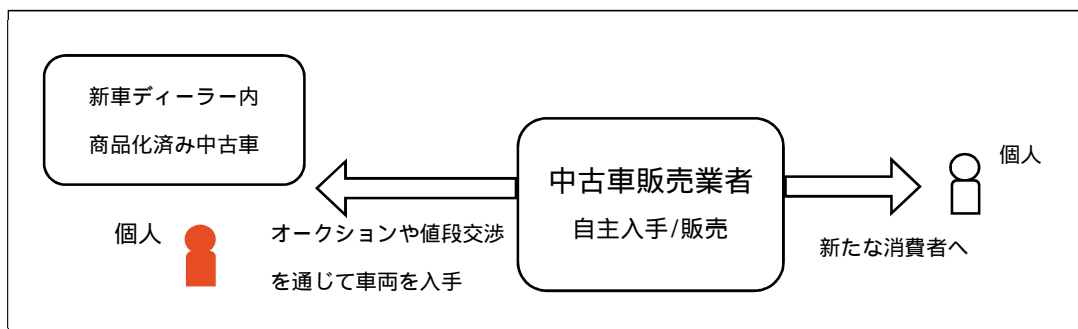 新車ディーラー内
商品化済み中古車
個人
オークションや値段交渉
を通じて車両を入手
中古車販売業者
自主入手/販売
個人
新たな消費者へ